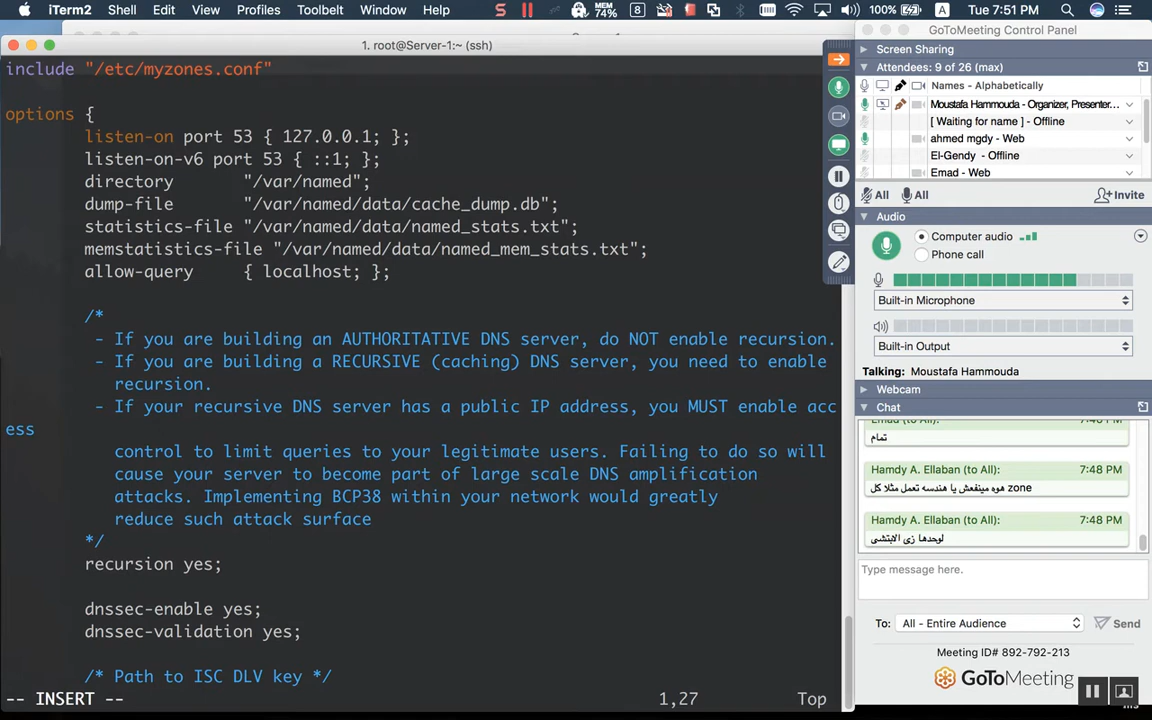 iTerm2 Shell Edit View Profiles Toolbelt Window Help S MEM 74% 8 100% A Tue 7:51 PM
1. root@Server-1:~ (ssh)
include "/etc/myzones.conf"
options {
listen-on port 53 { 127.0.0.1; };
listen-on-v6 port 53 { ::1; };
directory "/var/named";
dump-file "/var/named/data/cache_dump.db";
statistics-file "/var/named/data/named_stats.txt";
memstatistics-file "/var/named/data/named_mem_stats.txt";
allow-query { localhost; };
/*
- If you are building an AUTHORITATIVE DNS server, do NOT enable recursion.
- If you are building a RECURSIVE (caching) DNS server, you need to enable
recursion.
- If your recursive DNS server has a public IP address, you MUST enable acc
ess
control to limit queries to your legitimate users. Failing to do so will
cause your server to become part of large scale DNS amplification
attacks. Implementing BCP38 within your network would greatly
reduce such attack surface
*/
recursion yes;
dnssec-enable yes;
dnssec-validation yes;
/* Path to ISC DLV key */
-- INSERT -- 1,27 Top
GoToMeeting Control Panel
Screen Sharing
Attendees: 9 of 26 (max)
Names - Alphabetically
Moustafa Hammouda - Organizer, Presenter...
[ Waiting for name ] - Offline
ahmed mgdy - Web
El-Gendy - Offline
Emad - Web
All All Invite
Audio
Computer audio
Phone call
Built-in Microphone
Built-in Output
Talking: Moustafa Hammouda
Webcam
Chat
Emad (to All): 7:48 PM
تمام
Hamdy A. Ellaban (to All): 7:48 PM
هوه مينفعش يا هندسه تعمل مثلا كل zone
Hamdy A. Ellaban (to All): 7:48 PM
لوحدها زى الابتشى
Type message here.
To: All - Entire Audience Send
Meeting ID# 892-792-213
GoToMeeting